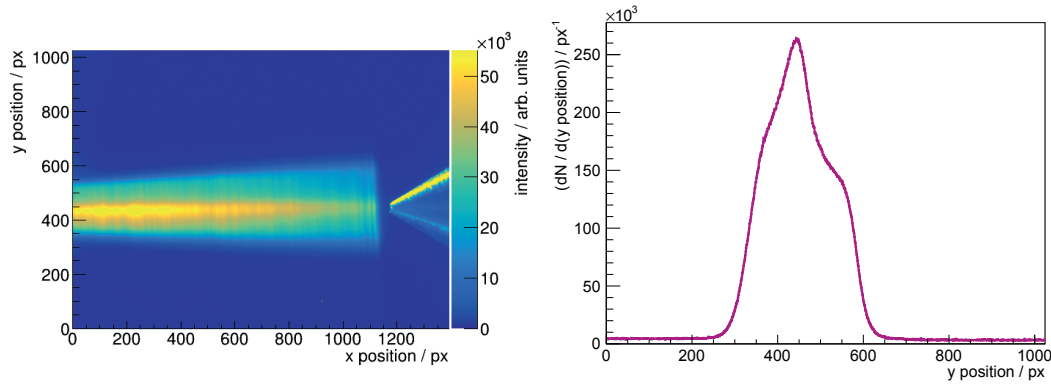 y position / px
1000
800
600
400
200
0
0 200 400 600 800 1000 1200
x position / px
×10³
50
40
30
20
10
0
intensity / arb. units
×10³
(dN / d(y position)) / px⁻¹
250
200
150
100
50
0
0 200 400 600 800 1000
y position / px